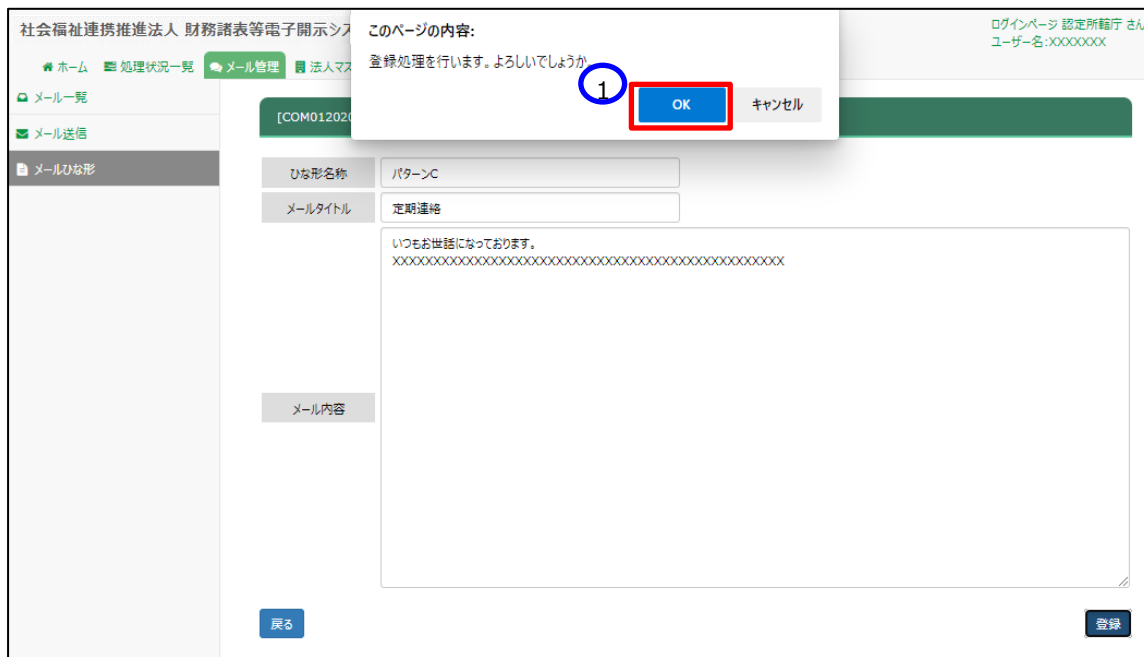 社会福祉連携推進法人 財務諸表等電子開示シス
ログインページ 認定所轄庁 さん
ユーザー名:XXXXXXX
ホーム 処理状況一覧 メール管理 法人マス
このページの内容:
登録処理を行います。よろしいでしょうか。
1
OK キャンセル
メール一覧
メール送信
メールひな形
[COM012020
ひな形名称 パターンC
メールタイトル 定期連絡
メール内容
いつもお世話になっております。
XXXXXXXXXXXXXXXXXXXXXXXXXXXXXXXXXXXXXXXXXXXXXXXXXX
戻る 登録